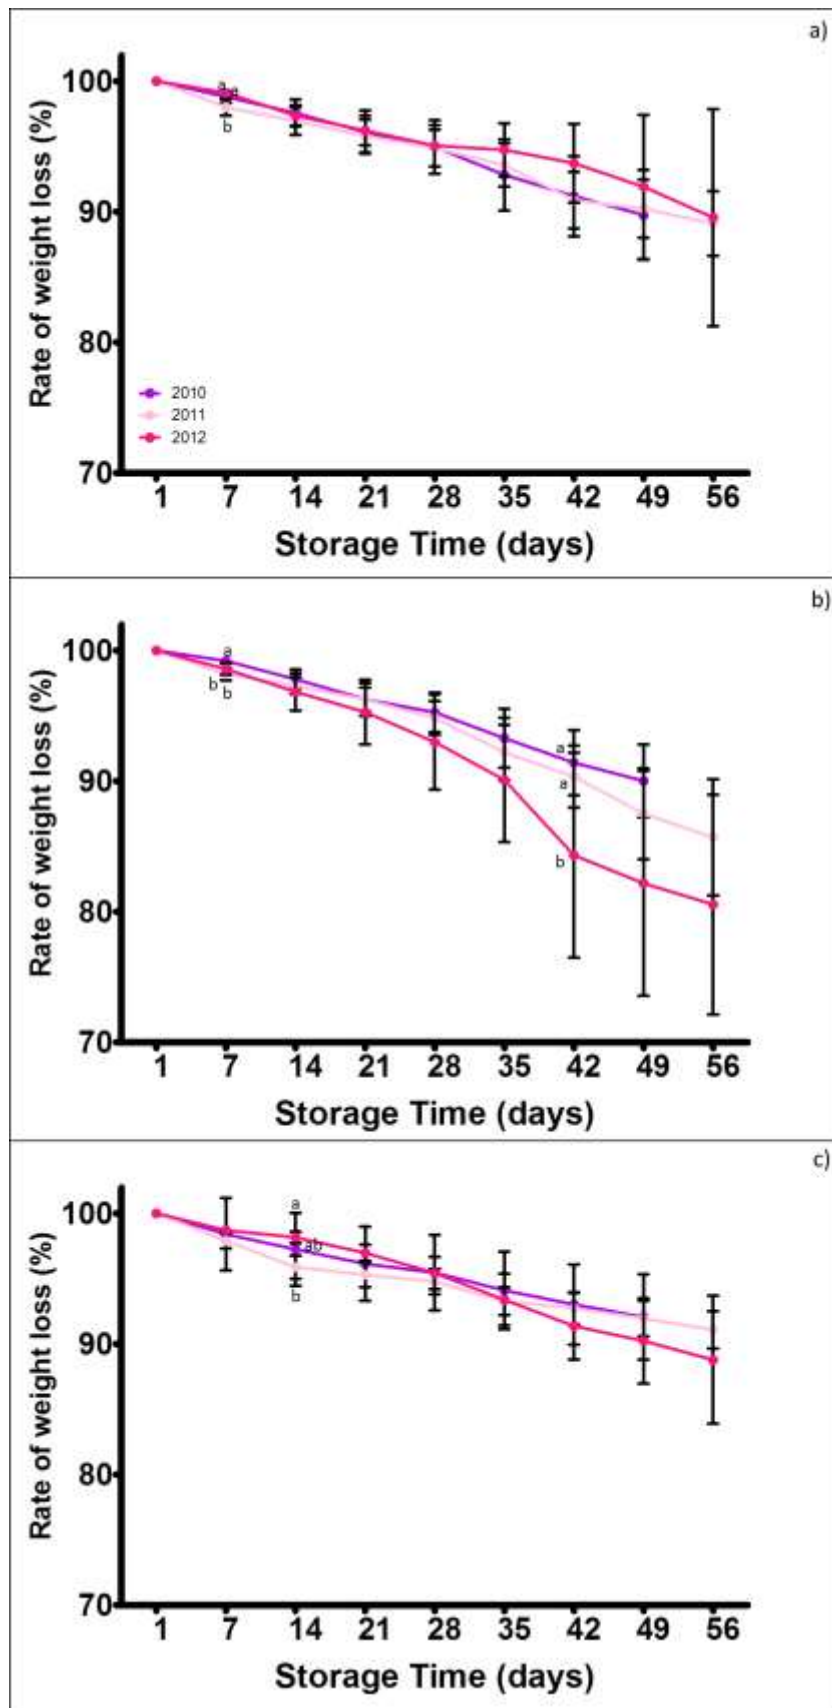 a)
Rate of weight loss (%)
100
90
80
70
a a
b
2010
2011
2012
1 7 14 21 28 35 42 49 56
Storage Time (days)
b)
Rate of weight loss (%)
100
90
80
70
a
b b
a
a
b
1 7 14 21 28 35 42 49 56
Storage Time (days)
c)
Rate of weight loss (%)
100
90
80
70
a
ab
b
1 7 14 21 28 35 42 49 56
Storage Time (days)